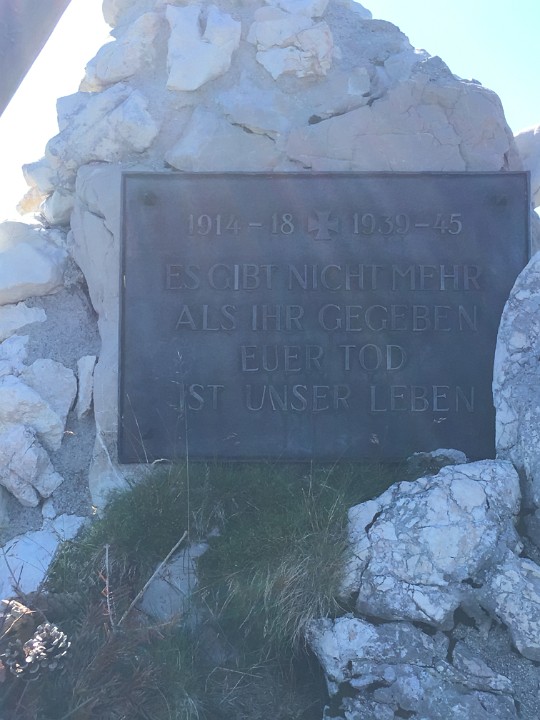 1914-18 ✠ 1939-45
ES GIBT NICHT MEHR
ALS IHR GEGEBEN
EUER TOD
IST UNSER LEBEN